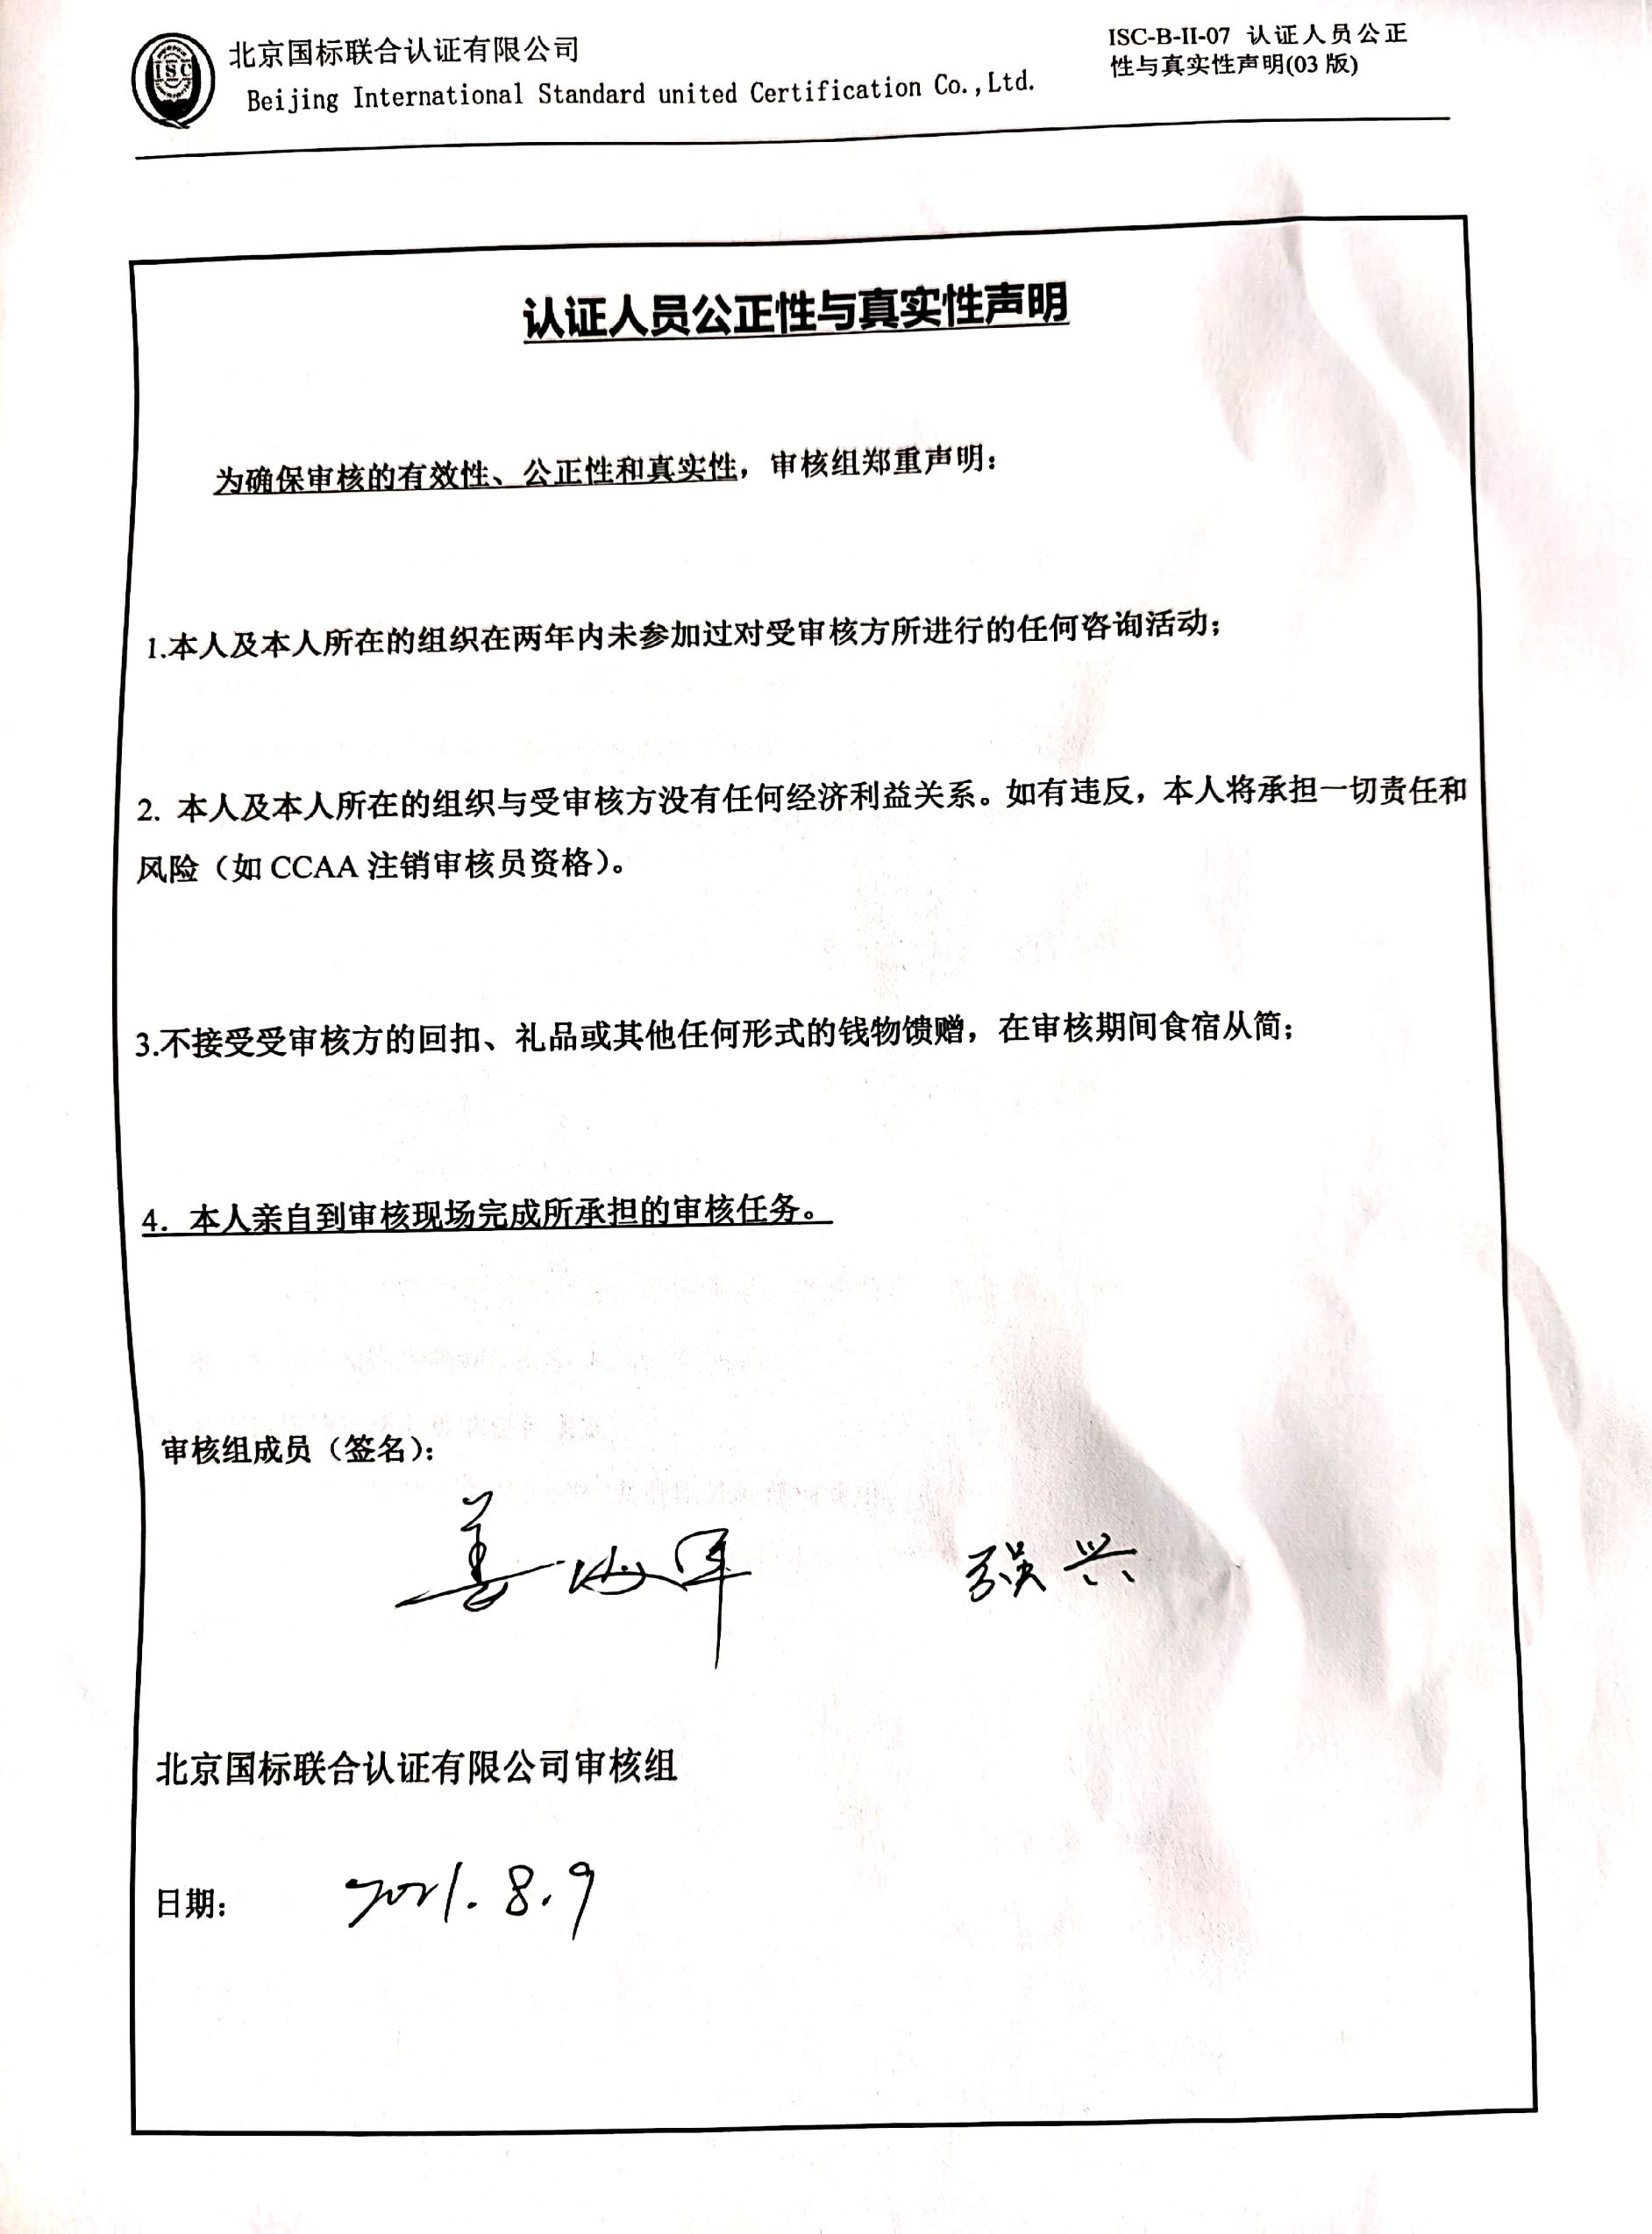 ISC
北京国标联合认证有限公司
Beijing International Standard united Certification Co.,Ltd.
ISC-B-II-07 认证人员公正
性与真实性声明(03 版)
认证人员公正性与真实性声明
为确保审核的有效性、公正性和真实性，审核组郑重声明：
1.本人及本人所在的组织在两年内未参加过对受审核方所进行的任何咨询活动；
2. 本人及本人所在的组织与受审核方没有任何经济利益关系。如有违反，本人将承担一切责任和
风险（如 CCAA 注销审核员资格）。
3.不接受受审核方的回扣、礼品或其他任何形式的钱物馈赠，在审核期间食宿从简；
4. 本人亲自到审核现场完成所承担的审核任务。
审核组成员（签名）：
姜海军
北京国标联合认证有限公司审核组
日期： 2021.8.9